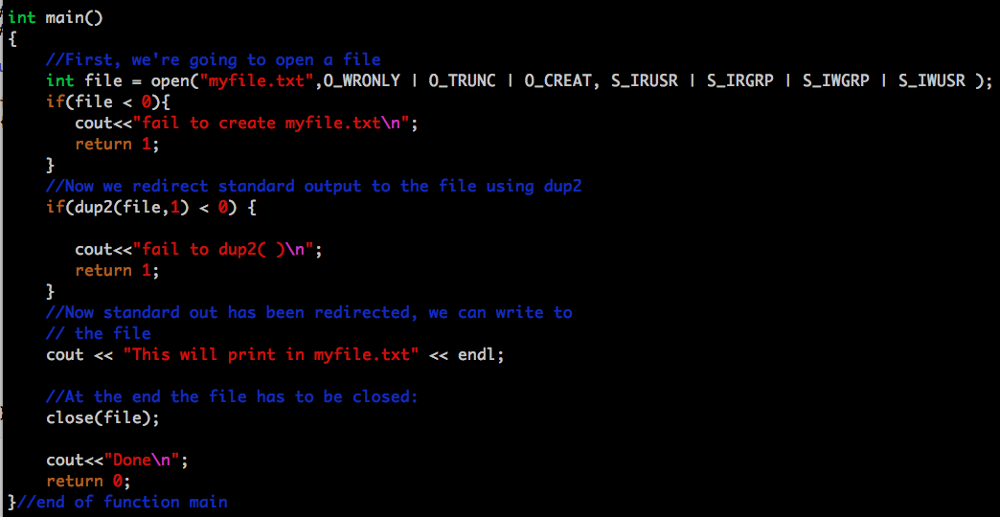 int main()
{
//First, we're going to open a file
int file = open("myfile.txt",O_WRONLY | O_TRUNC | O_CREAT, S_IRUSR | S_IRGRP | S_IWGRP | S_IWUSR );
if(file < 0){
cout<<"fail to create myfile.txt\n";
return 1;
}
//Now we redirect standard output to the file using dup2
if(dup2(file,1) < 0) {
cout<<"fail to dup2( )\n";
return 1;
}
//Now standard out has been redirected, we can write to
// the file
cout << "This will print in myfile.txt" << endl;
//At the end the file has to be closed:
close(file);
cout<<"Done\n";
return 0;
}//end of function main